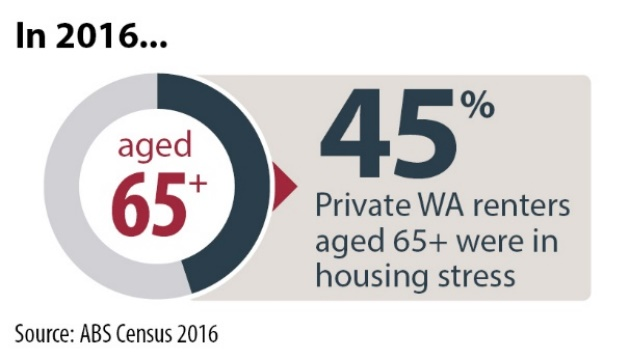 In 2016...
aged
65+
45%
Private WA renters
aged 65+ were in
housing stress
Source: ABS Census 2016